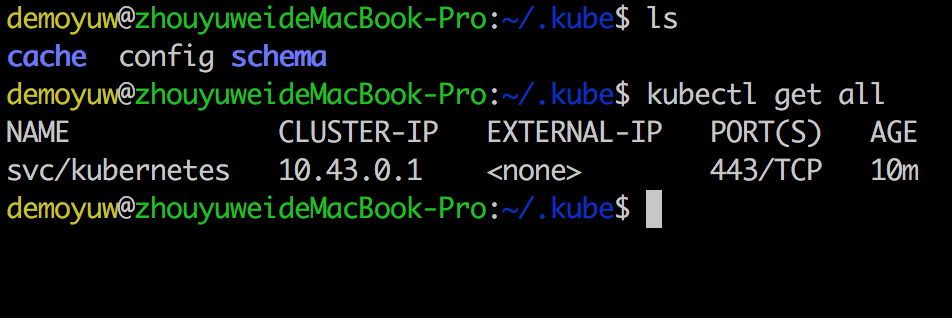 demoyuw@zhouyuweideMacBook-Pro:~/.kube$ ls
cache  config schema
demoyuw@zhouyuweideMacBook-Pro:~/.kube$ kubectl get all
NAME             CLUSTER-IP   EXTERNAL-IP   PORT(S)   AGE
svc/kubernetes   10.43.0.1    <none>        443/TCP   10m
demoyuw@zhouyuweideMacBook-Pro:~/.kube$